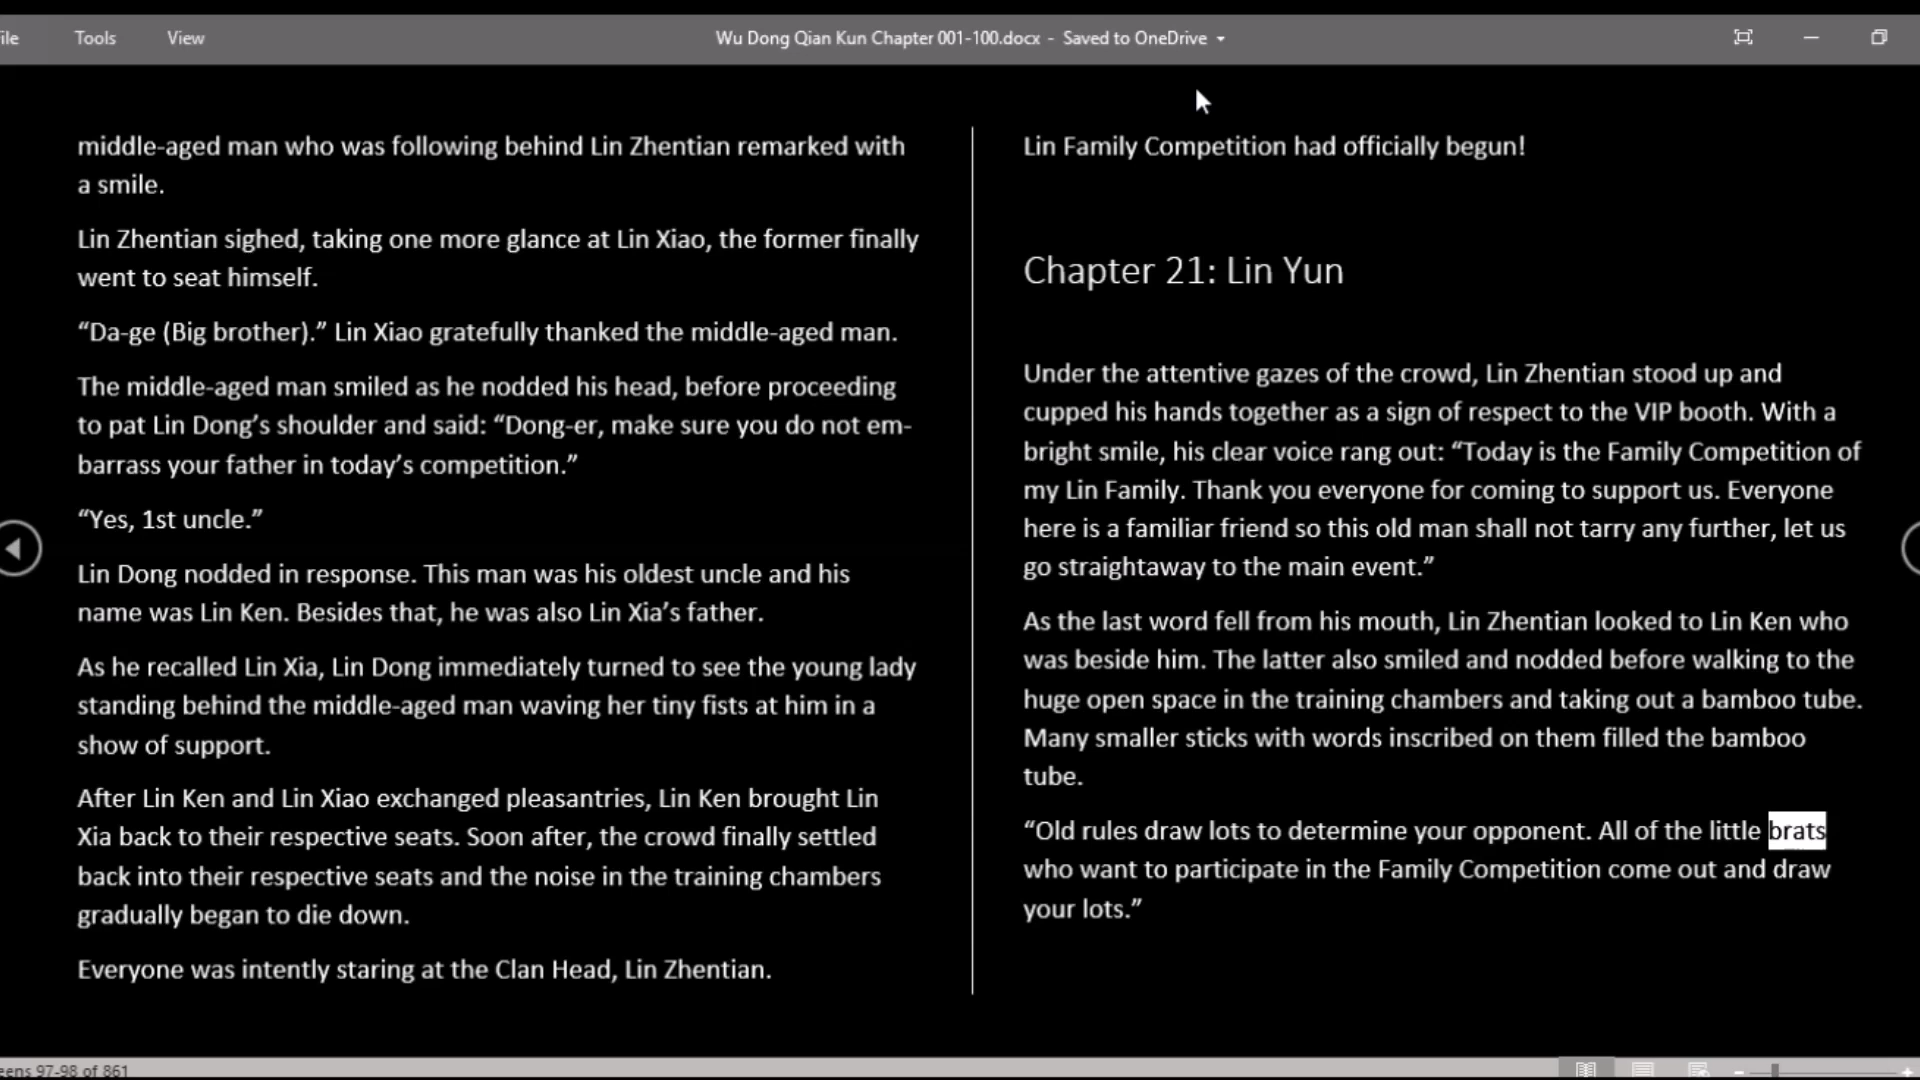 ile Tools View Wu Dong Qian Kun Chapter 001-100.docx - Saved to OneDrive
middle-aged man who was following behind Lin Zhentian remarked with
a smile.
Lin Zhentian sighed, taking one more glance at Lin Xiao, the former finally
went to seat himself.
“Da-ge (Big brother).” Lin Xiao gratefully thanked the middle-aged man.
The middle-aged man smiled as he nodded his head, before proceeding
to pat Lin Dong’s shoulder and said: “Dong-er, make sure you do not em-
barrass your father in today’s competition.”
“Yes, 1st uncle.”
Lin Dong nodded in response. This man was his oldest uncle and his
name was Lin Ken. Besides that, he was also Lin Xia’s father.
As he recalled Lin Xia, Lin Dong immediately turned to see the young lady
standing behind the middle-aged man waving her tiny fists at him in a
show of support.
After Lin Ken and Lin Xiao exchanged pleasantries, Lin Ken brought Lin
Xia back to their respective seats. Soon after, the crowd finally settled
back into their respective seats and the noise in the training chambers
gradually began to die down.
Everyone was intently staring at the Clan Head, Lin Zhentian.
Lin Family Competition had officially begun!
Chapter 21: Lin Yun
Under the attentive gazes of the crowd, Lin Zhentian stood up and
cupped his hands together as a sign of respect to the VIP booth. With a
bright smile, his clear voice rang out: “Today is the Family Competition of
my Lin Family. Thank you everyone for coming to support us. Everyone
here is a familiar friend so this old man shall not tarry any further, let us
go straightaway to the main event.”
As the last word fell from his mouth, Lin Zhentian looked to Lin Ken who
was beside him. The latter also smiled and nodded before walking to the
huge open space in the training chambers and taking out a bamboo tube.
Many smaller sticks with words inscribed on them filled the bamboo
tube.
“Old rules draw lots to determine your opponent. All of the little brats
who want to participate in the Family Competition come out and draw
your lots.”
eens 97-98 of 861